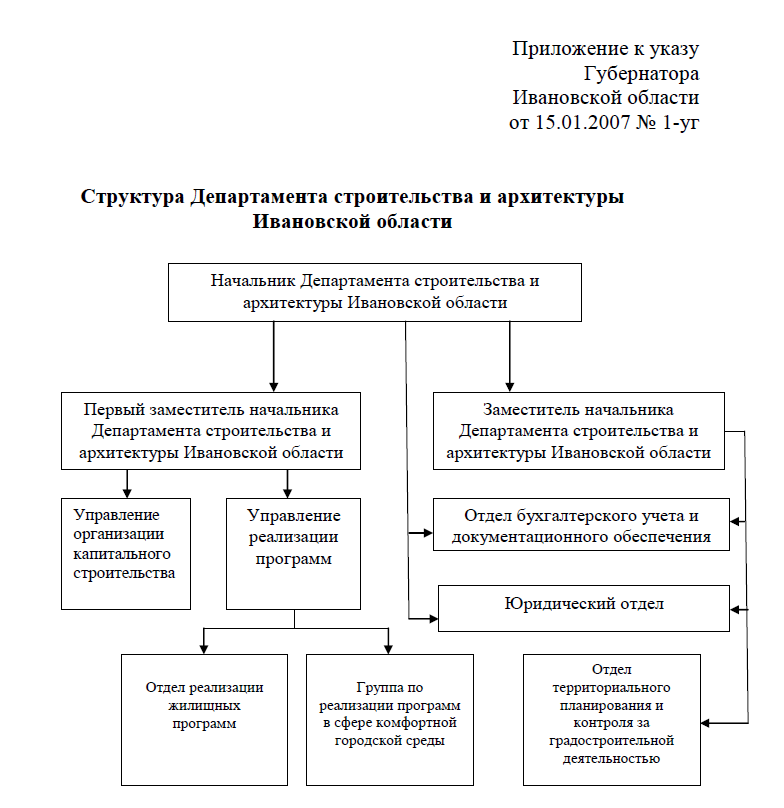 Приложение к указу
Губернатора
Ивановской области
от 15.01.2007 № 1-уг
Структура Департамента строительства и архитектуры
Ивановской области
Начальник Департамента строительства и
архитектуры Ивановской области
Первый заместитель начальника
Департамента строительства и
архитектуры Ивановской области
Заместитель начальника
Департамента строительства и
архитектуры Ивановской области
Управление
организации
капитального
строительства
Управление
реализации
программ
Отдел бухгалтерского учета и
документационного обеспечения
Юридический отдел
Отдел реализации
жилищных
программ
Группа по
реализации программ
в сфере комфортной
городской среды
Отдел
территориального
планирования и
контроля за
градостроительной
деятельностью